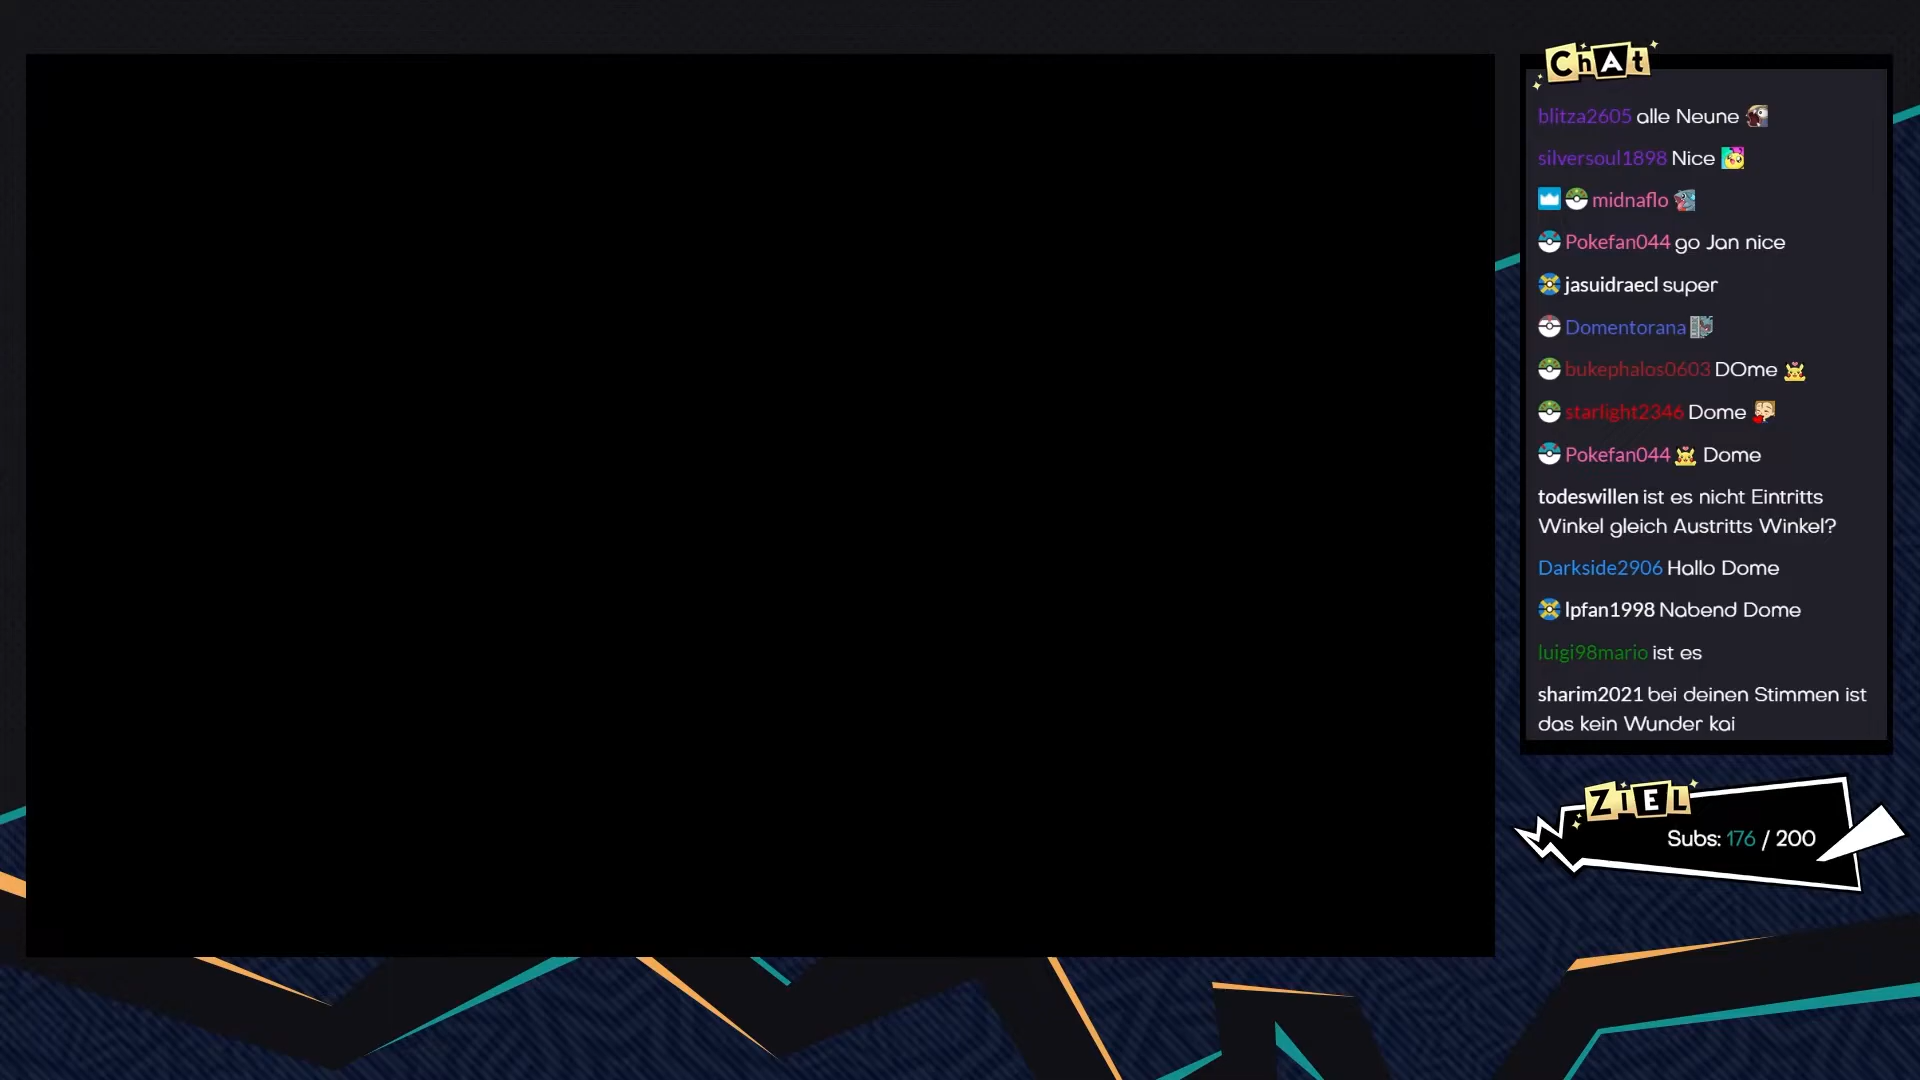 ChAt
blitza2605 alle Neune
silversoul1898 Nice
midnaflo
Pokefan044 go Jan nice
jasuidraecl super
Domentorana
bukephalos0603 DOme
starlight2346 Dome
Pokefan044 Dome
todeswillen ist es nicht Eintritts
Winkel gleich Austritts Winkel?
Darkside2906 Hallo Dome
lpfan1998 Nabend Dome
luigi98mario ist es
sharim2021 bei deinen Stimmen ist
das kein Wunder kai
ZiEL
Subs: 176 / 200